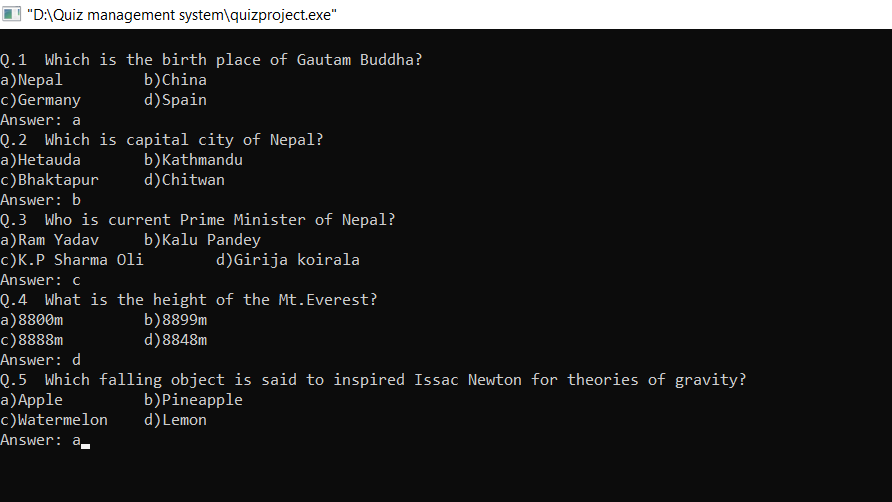 "D:\Quiz management system\quizproject.exe"
Q.1  Which is the birth place of Gautam Buddha?
a)Nepal         b)China
c)Germany       d)Spain
Answer: a
Q.2  Which is capital city of Nepal?
a)Hetauda       b)Kathmandu
c)Bhaktapur     d)Chitwan
Answer: b
Q.3  Who is current Prime Minister of Nepal?
a)Ram Yadav     b)Kalu Pandey
c)K.P Sharma Oli        d)Girija koirala
Answer: c
Q.4  What is the height of the Mt.Everest?
a)8800m         b)8899m
c)8888m         d)8848m
Answer: d
Q.5  Which falling object is said to inspired Issac Newton for theories of gravity?
a)Apple         b)Pineapple
c)Watermelon    d)Lemon
Answer: a